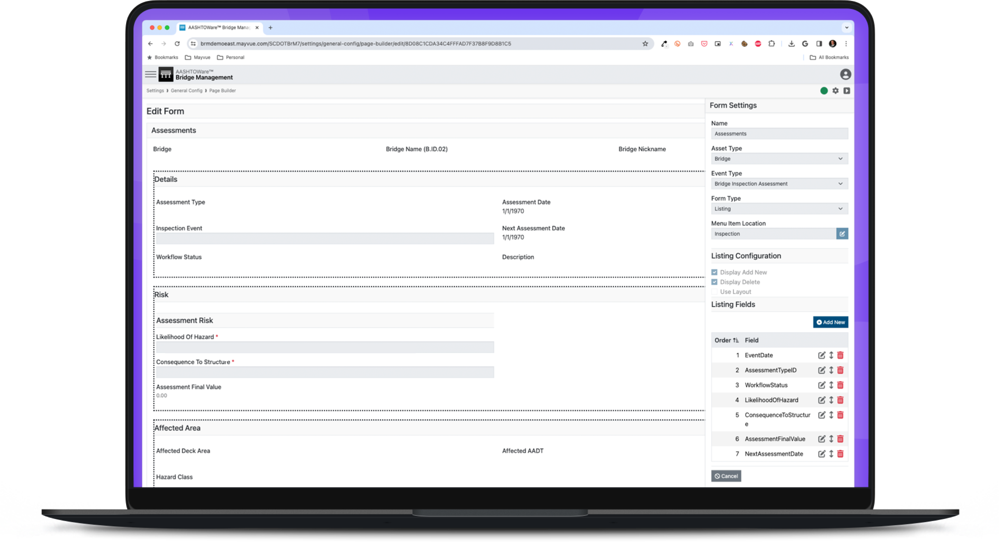 AASHTOWare™ Bridge Mana
brmdemoeast.mayvue.com/SCDOTBrM7/settings/general-config/page-builder/edit/8D08C1CDA34C4FFFAD7F37B8F9D8B1C5
ABP
Bookmarks Mayvue Personal All Bookmarks
AASHTOWare™
Bridge Management
Settings General Config Page Builder
Edit Form
Assessments
Bridge Bridge Name (B.ID.02) Bridge Nickname
Details
Assessment Type Assessment Date
1/1/1970
Inspection Event Next Assessment Date
1/1/1970
Workflow Status Description
Risk
Assessment Risk
Likelihood Of Hazard *
Consequence To Structure *
Assessment Final Value
0.00
Affected Area
Affected Deck Area Affected AADT
Hazard Class
Form Settings
Name
Assessments
Asset Type
Bridge
Event Type
Bridge Inspection Assessment
Form Type
Listing
Menu Item Location
Inspection
Listing Configuration
Display Add New
Display Delete
Use Layout
Listing Fields
Add New
Order Field
1 EventDate
2 AssessmentTypeID
3 WorkflowStatus
4 LikelihoodOfHazard
5 ConsequenceToStructur
e
6 AssessmentFinalValue
7 NextAssessmentDate
Cancel